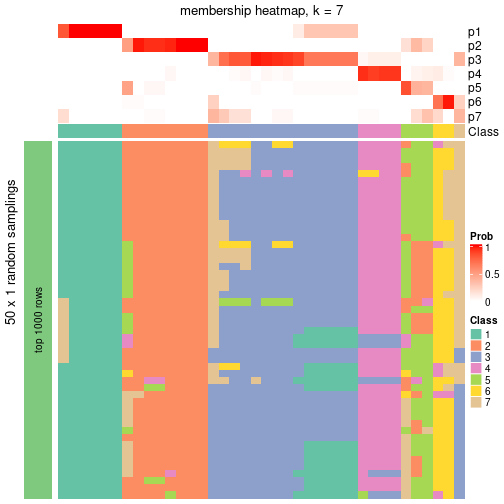 membership heatmap, k = 7
p1
p2
p3
p4
p5
p6
p7
Class
50 x 1 random samplings
top 1000 rows
Prob
1
0.5
0
Class
1
2
3
4
5
6
7